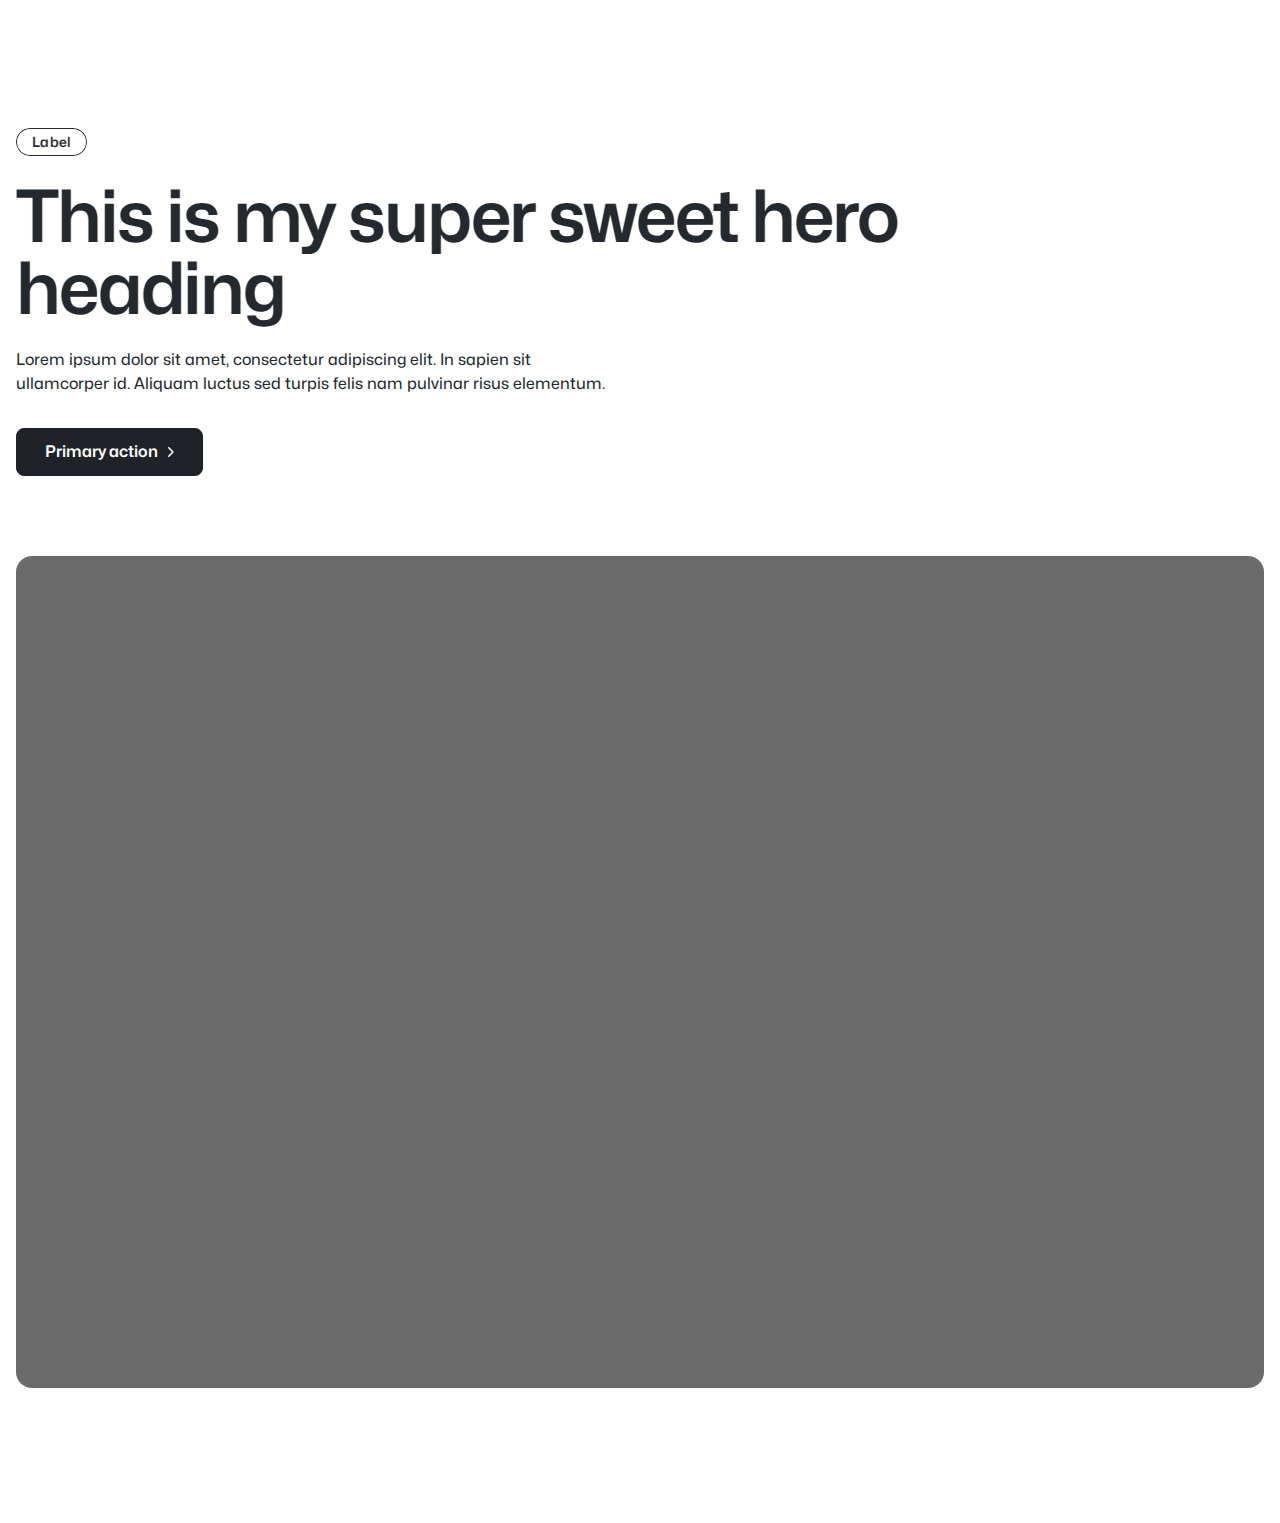 Label
This is my super sweet hero
heading
Lorem ipsum dolor sit amet, consectetur adipiscing elit. In sapien sit
ullamcorper id. Aliquam luctus sed turpis felis nam pulvinar risus elementum.
Primary action